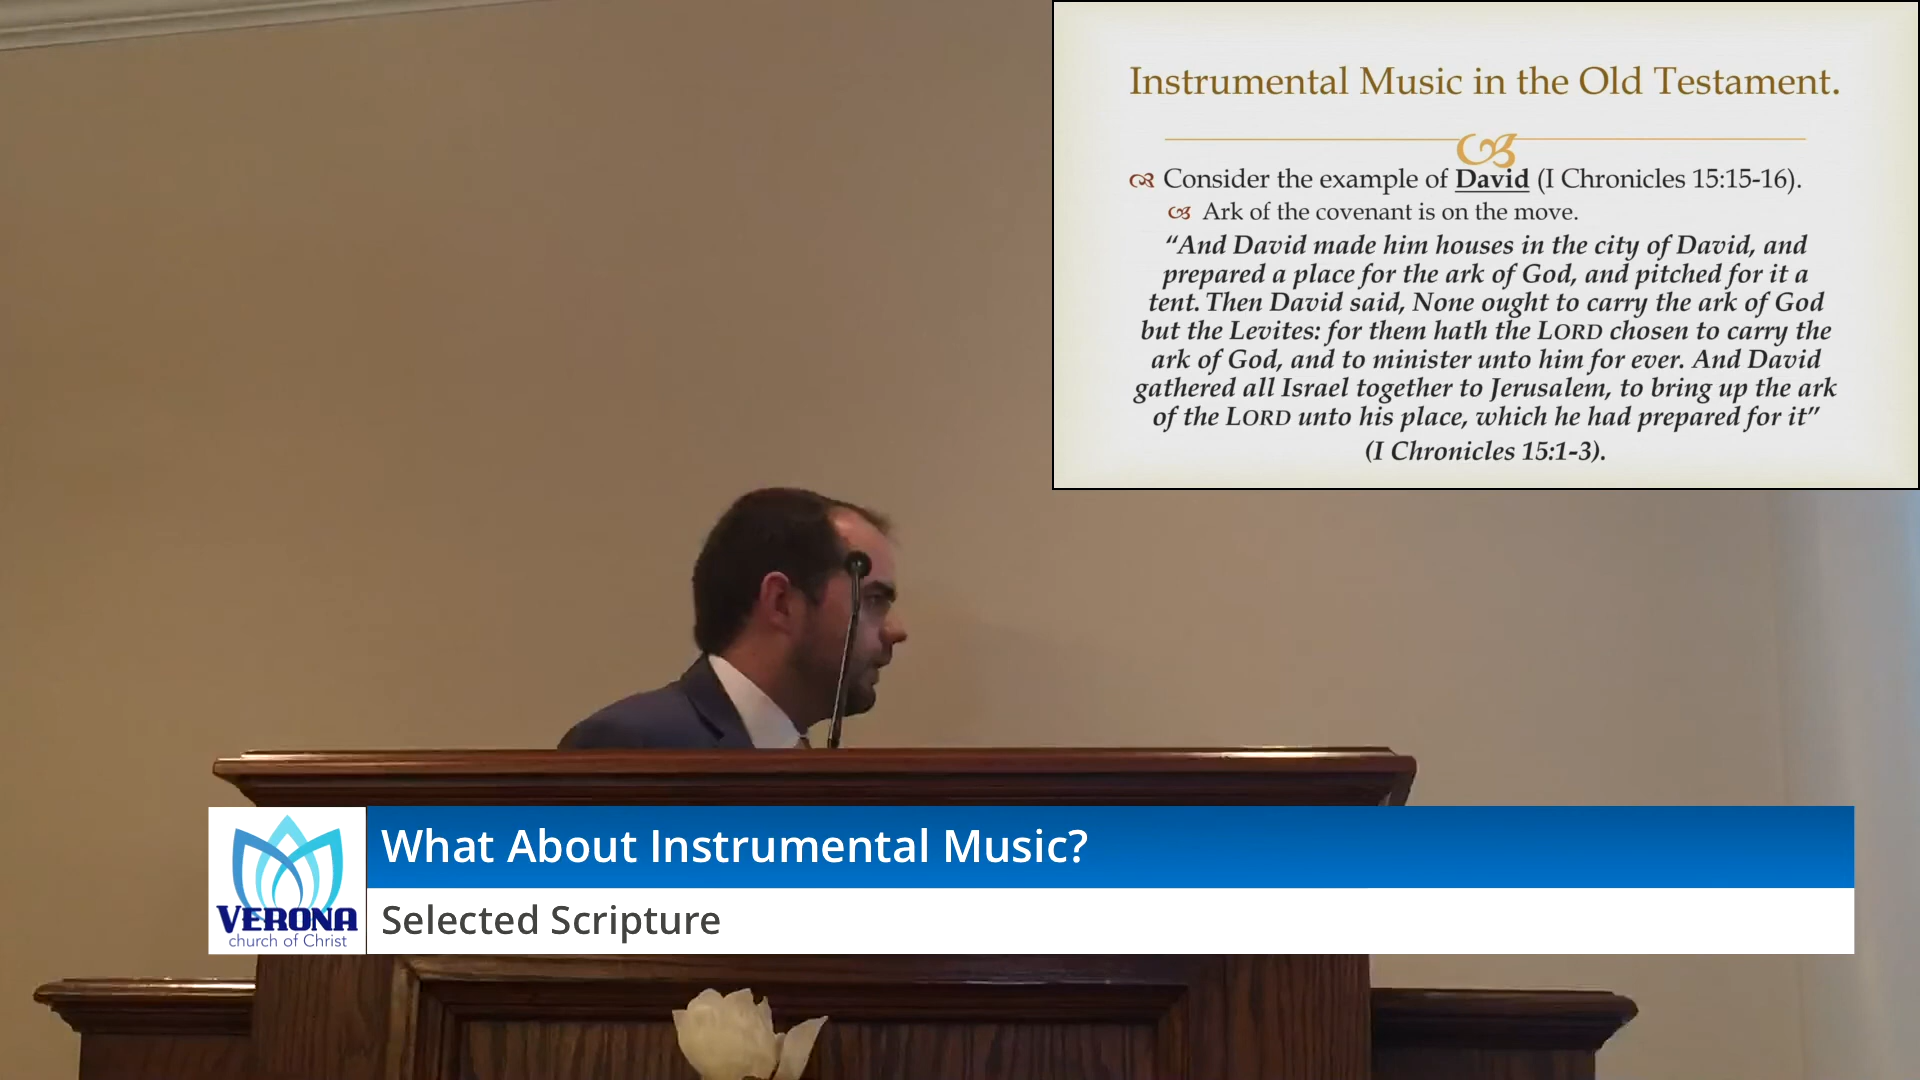 Instrumental Music in the Old Testament.
Consider the example of David (I Chronicles 15:15-16).
Ark of the covenant is on the move.
“And David made him houses in the city of David, and
prepared a place for the ark of God, and pitched for it a
tent. Then David said, None ought to carry the ark of God
but the Levites: for them hath the LORD chosen to carry the
ark of God, and to minister unto him for ever. And David
gathered all Israel together to Jerusalem, to bring up the ark
of the LORD unto his place, which he had prepared for it”
(I Chronicles 15:1-3).
What About Instrumental Music?
Selected Scripture
VERONA
church of Christ